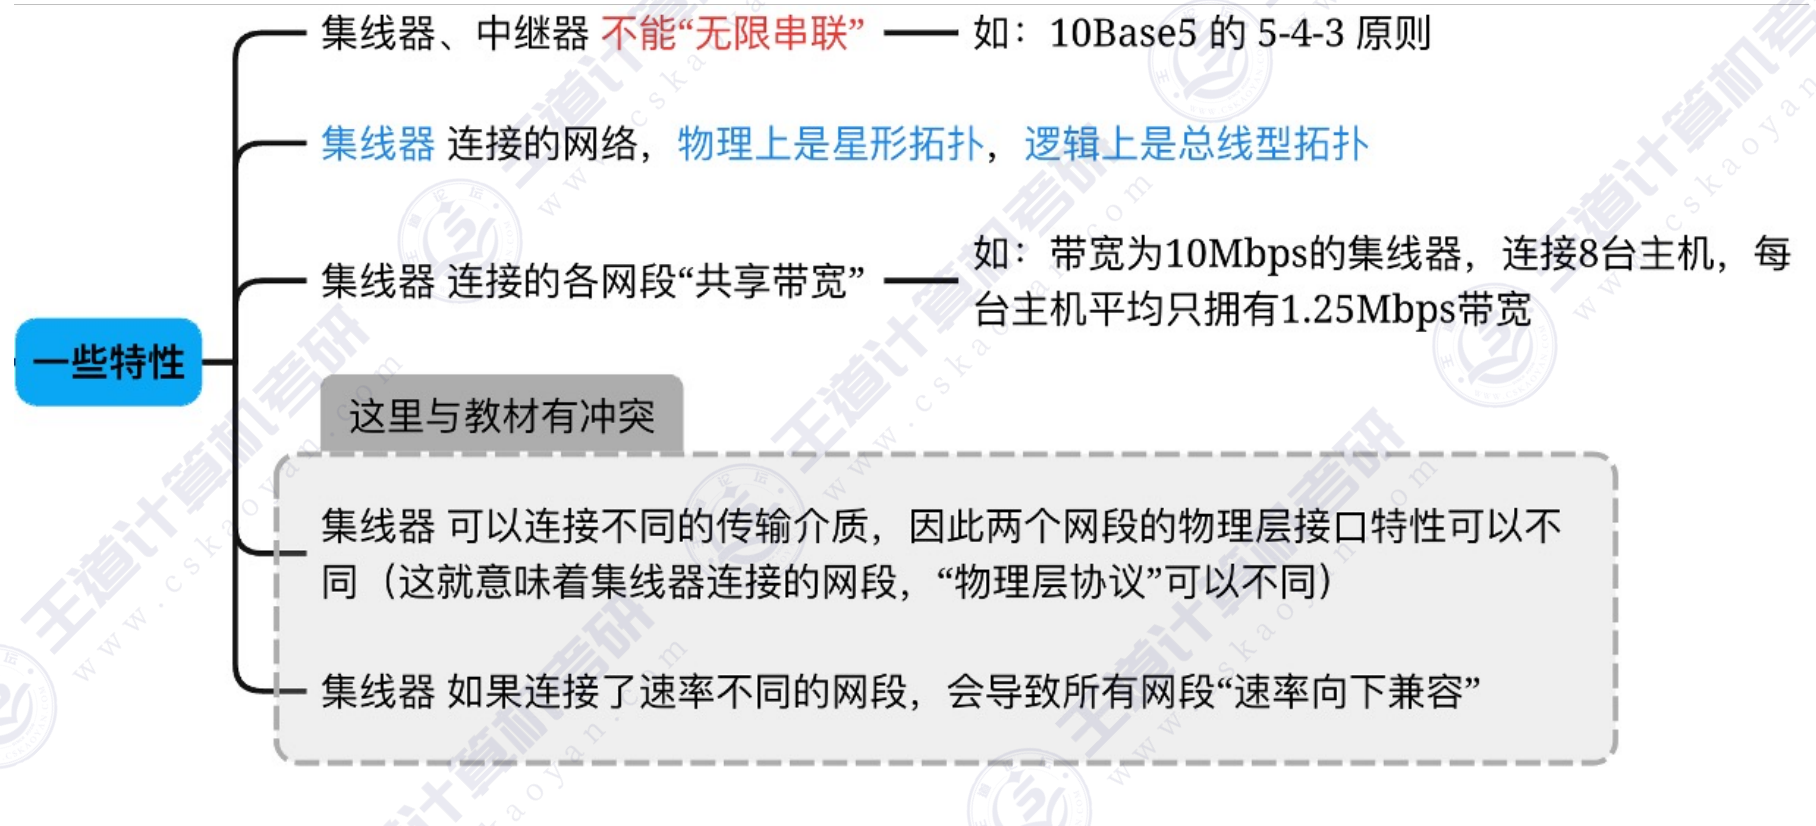 集线器、中继器 不能“无限串联”
如：10Base5 的 5-4-3 原则
集线器 连接的网络，物理上是星形拓扑，逻辑上是总线型拓扑
集线器 连接的各网段“共享带宽”
如：带宽为10Mbps的集线器，连接8台主机，每
台主机平均只拥有1.25Mbps带宽
一些特性
这里与教材有冲突
集线器 可以连接不同的传输介质，因此两个网段的物理层接口特性可以不
同（这就意味着集线器连接的网段，“物理层协议”可以不同）
集线器 如果连接了速率不同的网段，会导致所有网段“速率向下兼容”
王道计算机考研
www.cskaoyan.com